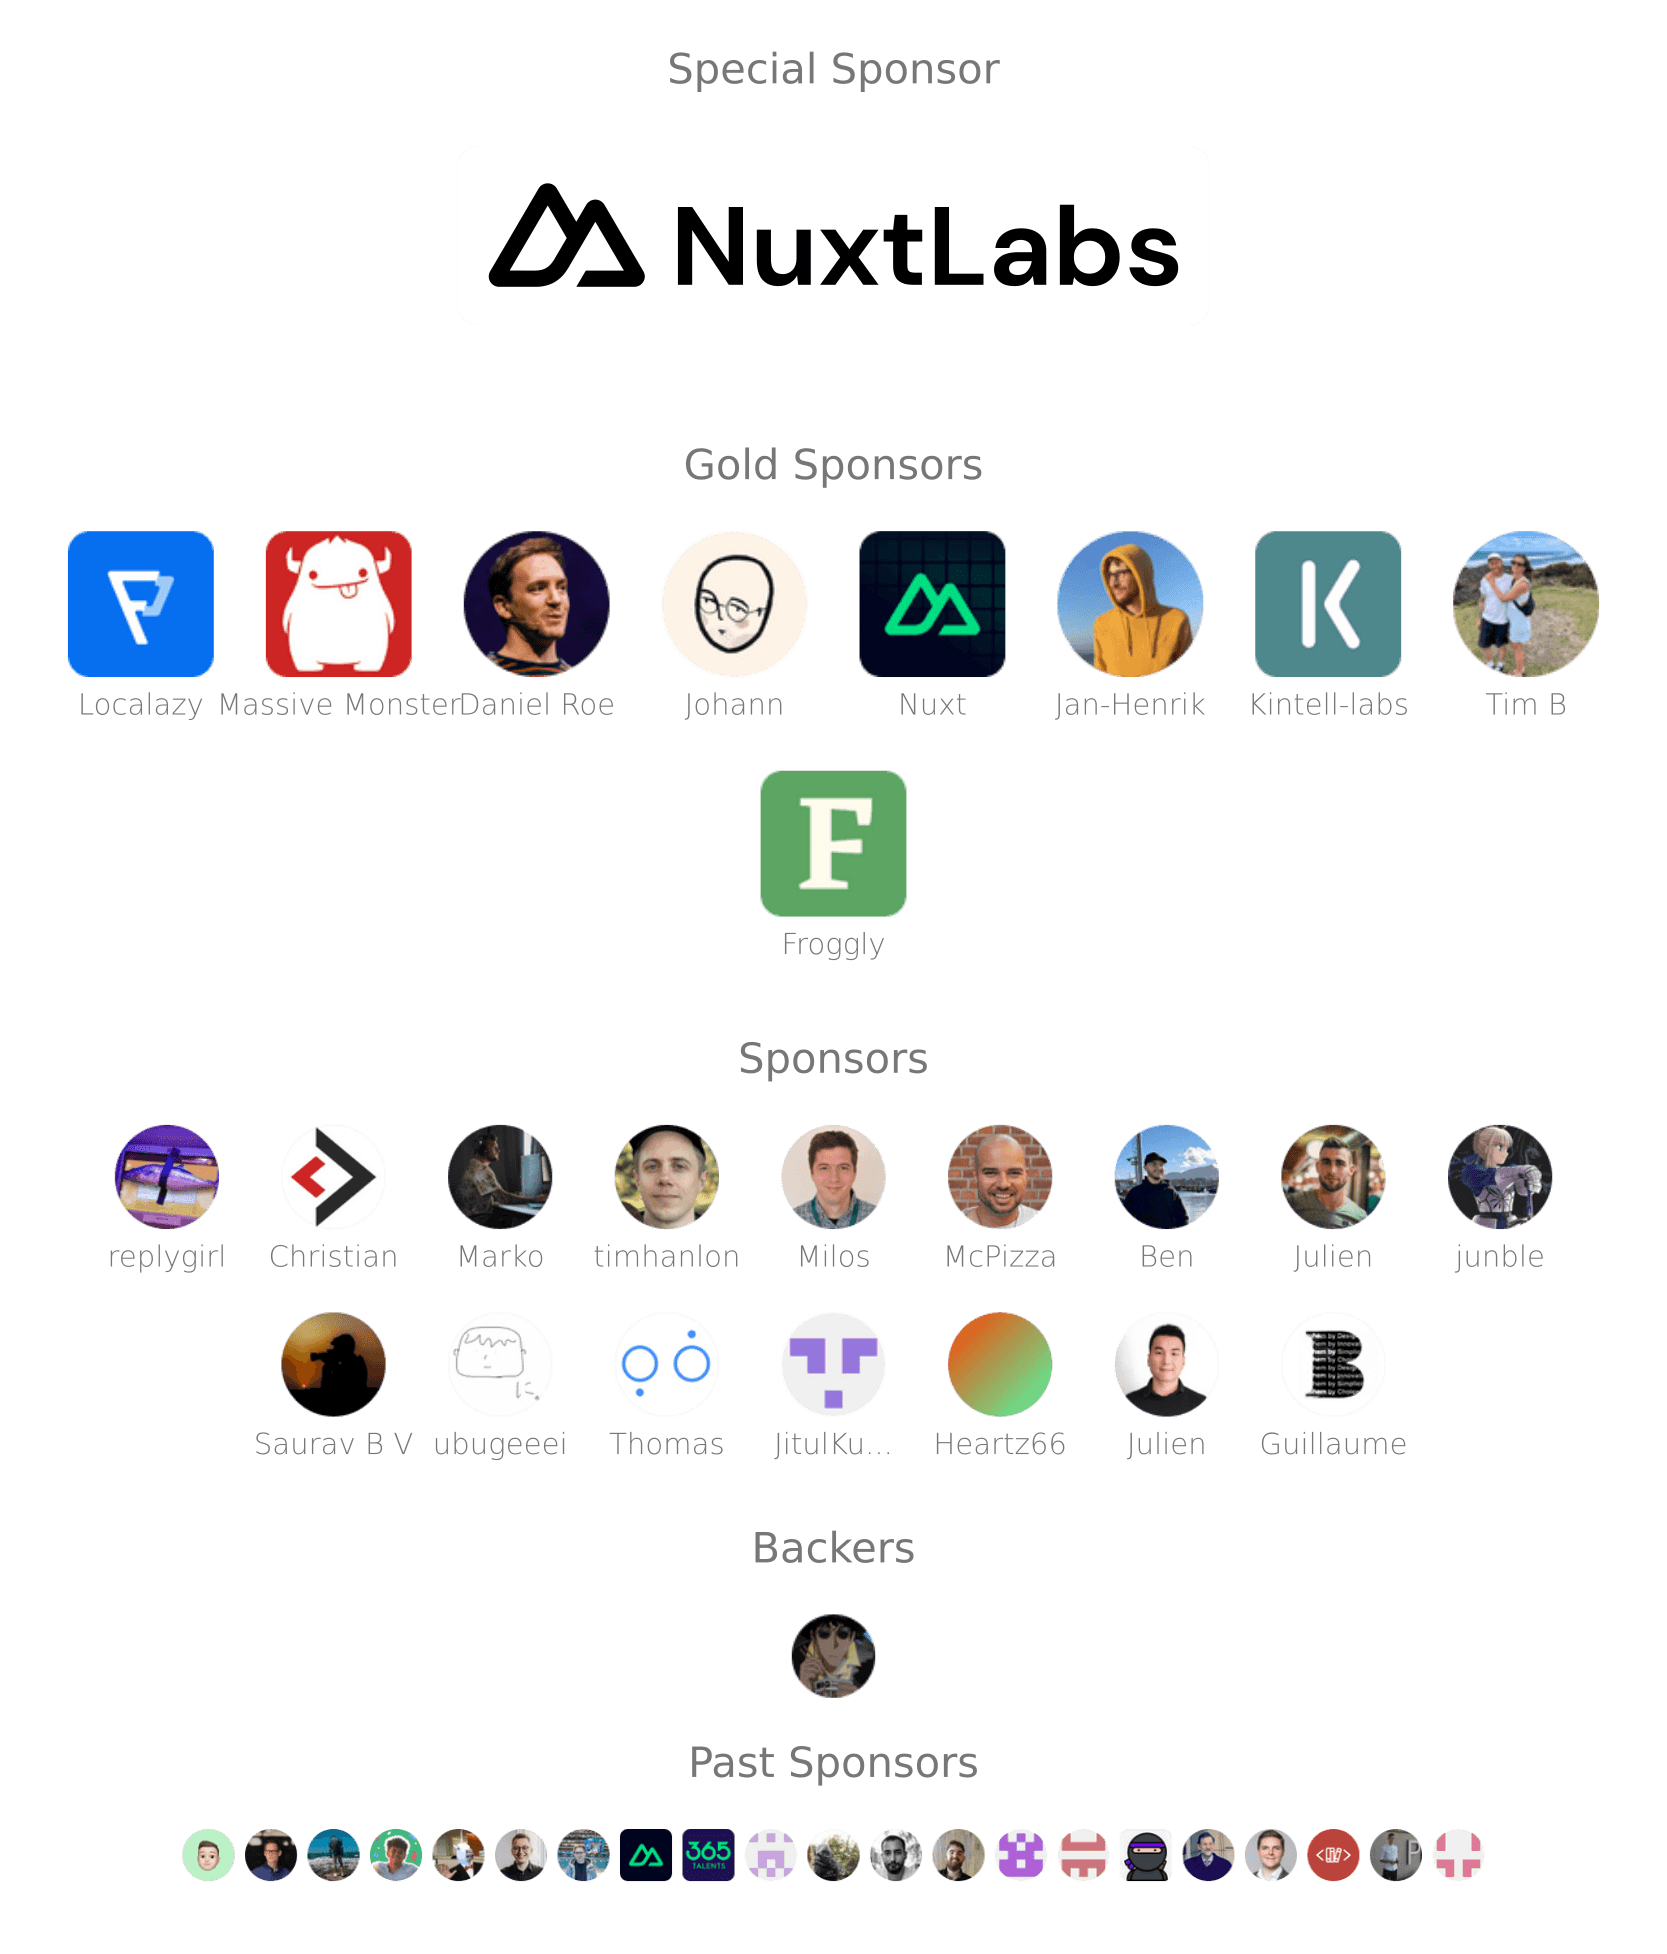 Special Sponsor
NuxtLabs
Gold Sponsors
Localazy Massive Monster Daniel Roe Johann Nuxt Jan-Henrik Kintell-labs Tim B
F
Froggly
Sponsors
replygirl Christian Marko timhanlon Milos McPizza Ben Julien junble
Saurav B V ubugeeei Thomas JitulKu... Heartz66 Julien Guillaume
Backers
Past Sponsors
365
TALENTS